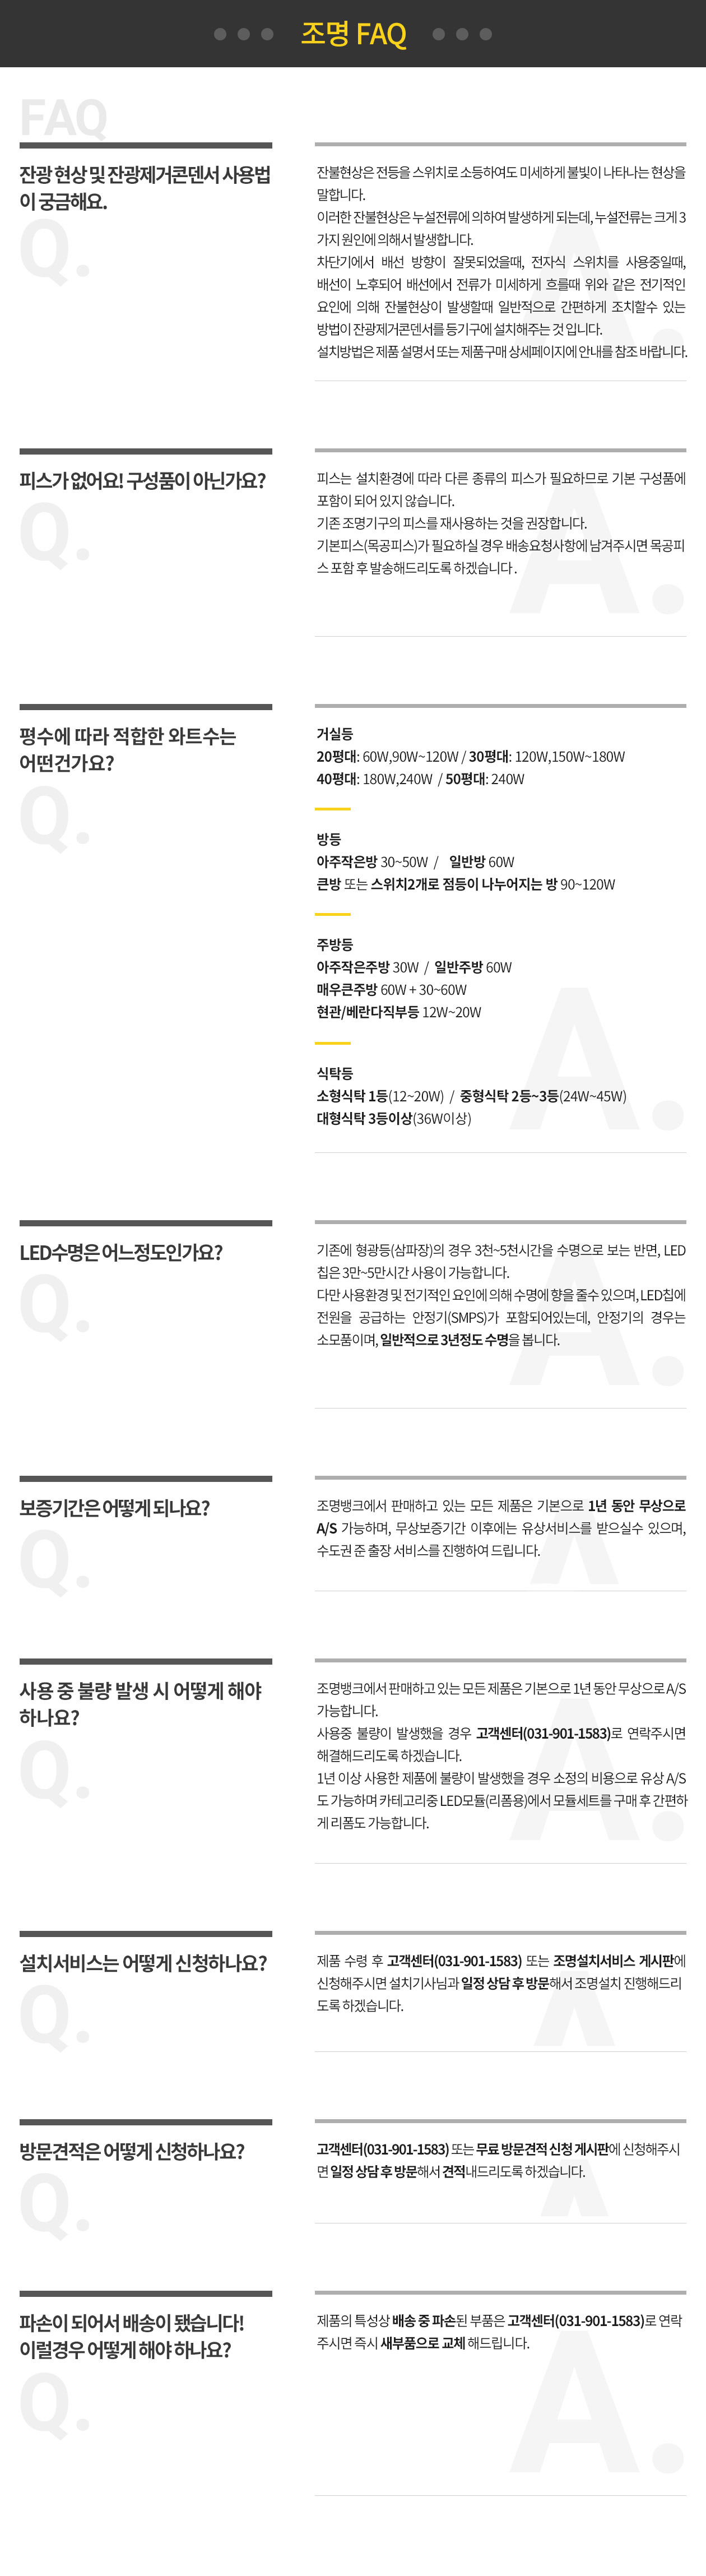 조명 FAQ
FAQ
잔광 현상 및 잔광제거콘덴서 사용법
이 궁금해요.
Q.
잔불현상은 전등을 스위치로 소등하여도 미세하게 불빛이 나타나는 현상을
말합니다.
이러한 잔불현상은 누설전류에 의하여 발생하게 되는데, 누설전류는 크게 3
가지 원인에 의해서 발생합니다.
차단기에서 배선 방향이 잘못되었을때, 전자식 스위치를 사용중일때,
배선이 노후되어 배선에서 전류가 미세하게 흐를때 위와 같은 전기적인
요인에 의해 잔불현상이 발생할때 일반적으로 간편하게 조치할수 있는
방법이 잔광제거콘덴서를 등기구에 설치해주는 것 입니다.
설치방법은 제품 설명서 또는 제품구매 상세페이지에 안내를 참조 바랍니다.
A.
피스가 없어요! 구성품이 아닌가요?
Q.
피스는 설치환경에 따라 다른 종류의 피스가 필요하므로 기본 구성품에
포함이 되어 있지 않습니다.
기존 조명기구의 피스를 재사용하는 것을 권장합니다.
기본피스(목공피스)가 필요하실 경우 배송요청사항에 남겨주시면 목공피
스 포함 후 발송해드리도록 하겠습니다 .
A.
평수에 따라 적합한 와트수는
어떤건가요?
Q.
거실등
20평대: 60W,90W~120W / 30평대: 120W,150W~180W
40평대: 180W,240W / 50평대: 240W
방등
아주작은방 30~50W / 일반방 60W
큰방 또는 스위치2개로 점등이 나누어지는 방 90~120W
주방등
아주작은주방 30W / 일반주방 60W
매우큰주방 60W + 30~60W
현관/베란다직부등 12W~20W
식탁등
소형식탁 1등(12~20W) / 중형식탁 2등~3등(24W~45W)
대형식탁 3등이상(36W이상)
A.
LED수명은 어느정도인가요?
Q.
기존에 형광등(삼파장)의 경우 3천~5천시간을 수명으로 보는 반면, LED
칩은 3만~5만시간 사용이 가능합니다.
다만 사용환경 및 전기적인 요인에 의해 수명에 향을 줄수 있으며, LED칩에
전원을 공급하는 안정기(SMPS)가 포함되어있는데, 안정기의 경우는
소모품이며, 일반적으로 3년정도 수명을 봅니다.
A.
보증기간은 어떻게 되나요?
Q.
조명뱅크에서 판매하고 있는 모든 제품은 기본으로 1년 동안 무상으로
A/S 가능하며, 무상보증기간 이후에는 유상서비스를 받으실수 있으며,
수도권 준 출장 서비스를 진행하여 드립니다.
사용 중 불량 발생 시 어떻게 해야
하나요?
Q.
조명뱅크에서 판매하고 있는 모든 제품은 기본으로 1년 동안 무상으로 A/S
가능합니다.
사용중 불량이 발생했을 경우 고객센터(031-901-1583)로 연락주시면
해결해드리도록 하겠습니다.
1년 이상 사용한 제품에 불량이 발생했을 경우 소정의 비용으로 유상 A/S
도 가능하며 카테고리중 LED모듈(리폼용)에서 모듈세트를 구매 후 간편하
게 리폼도 가능합니다.
A.
설치서비스는 어떻게 신청하나요?
Q.
제품 수령 후 고객센터(031-901-1583) 또는 조명설치서비스 게시판에
신청해주시면 설치기사님과 일정 상담 후 방문해서 조명설치 진행해드리
도록 하겠습니다.
방문견적은 어떻게 신청하나요?
Q.
고객센터(031-901-1583) 또는 무료 방문견적 신청 게시판에 신청해주시
면 일정 상담 후 방문해서 견적내드리도록 하겠습니다.
파손이 되어서 배송이 됐습니다!
이럴경우 어떻게 해야 하나요?
Q.
제품의 특성상 배송 중 파손된 부품은 고객센터(031-901-1583)로 연락
주시면 즉시 새부품으로 교체 해드립니다.
A.